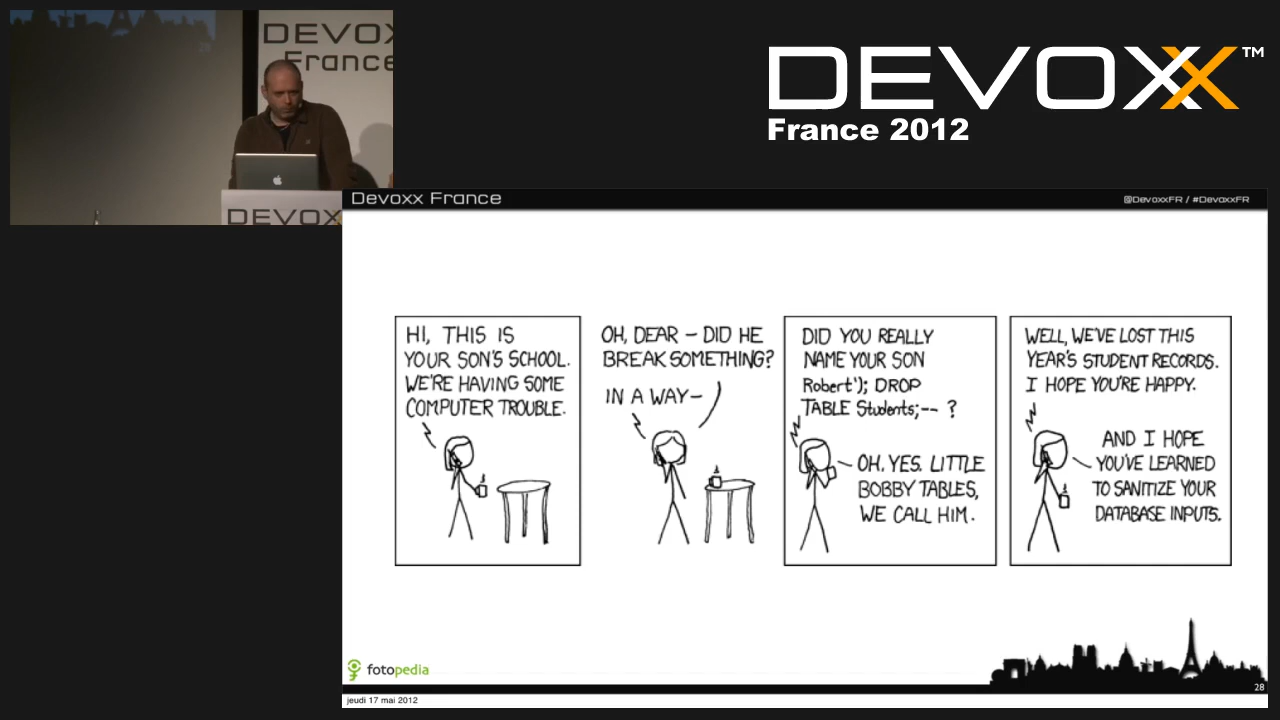 DEVOX
France
DEVOX
DEVOXX™
France 2012
Devoxx France
@DevoxxFR / #DevoxxFR
HI, THIS IS
YOUR SON'S SCHOOL.
WE'RE HAVING SOME
COMPUTER TROUBLE.
OH, DEAR – DID HE
BREAK SOMETHING?
IN A WAY–
DID YOU REALLY
NAME YOUR SON
Robert'); DROP
TABLE Students;-- ?
OH, YES. LITTLE
BOBBY TABLES,
WE CALL HIM.
WELL, WE'VE LOST THIS
YEAR'S STUDENT RECORDS.
I HOPE YOU'RE HAPPY.
AND I HOPE
YOU'VE LEARNED
TO SANITIZE YOUR
DATABASE INPUTS.
fotopedia
28
jeudi 17 mai 2012